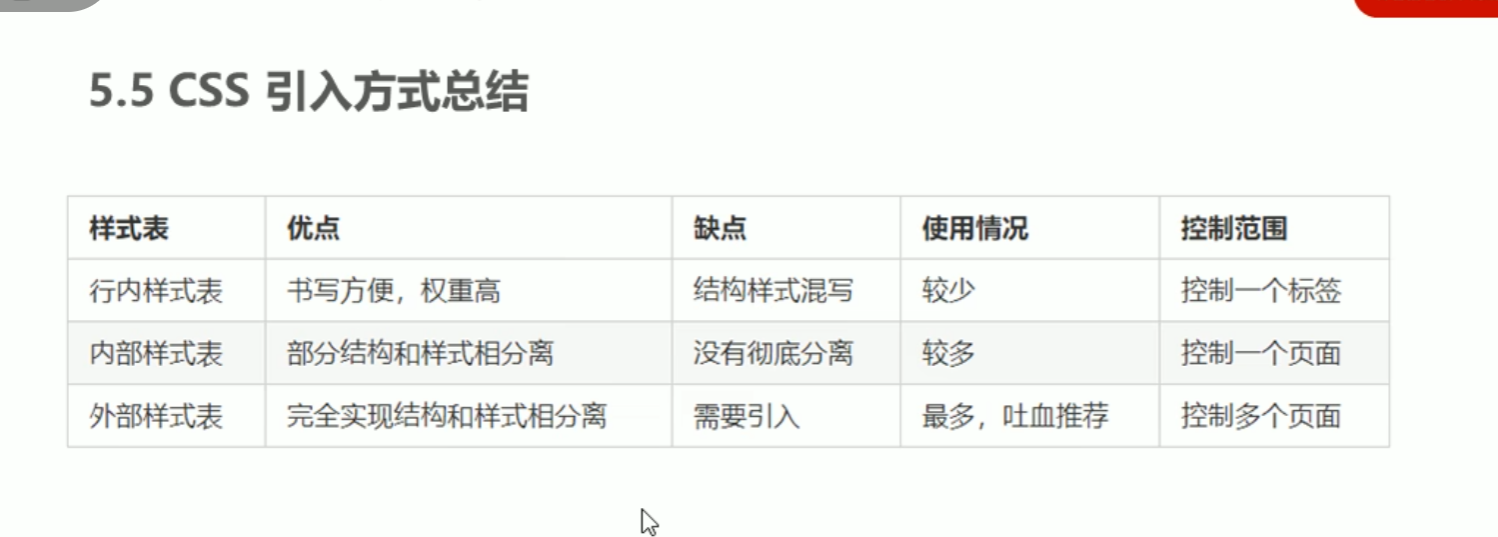 5.5 CSS 引入方式总结
样式表 优点 缺点 使用情况 控制范围
行内样式表 书写方便，权重高 结构样式混写 较少 控制一个标签
内部样式表 部分结构和样式相分离 没有彻底分离 较多 控制一个页面
外部样式表 完全实现结构和样式相分离 需要引入 最多，吐血推荐 控制多个页面